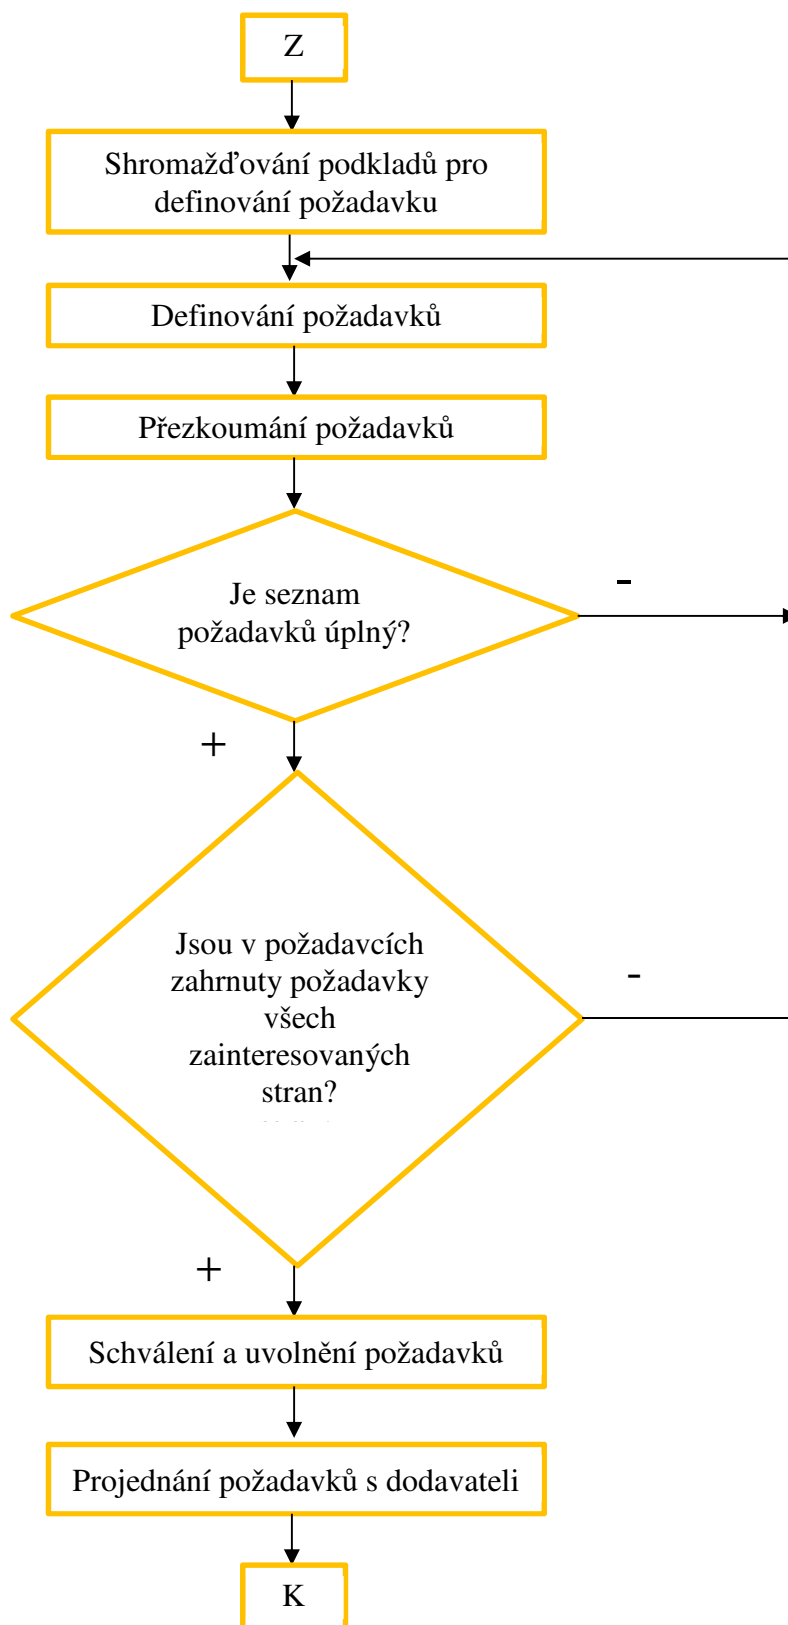 Z
Shromažďování podkladů pro
definování požadavku
Definování požadavků
Přezkoumání požadavků
-
Je seznam
požadavků úplný?
+
Jsou v požadavcích
zahrnuty požadavky
-
všech
zainteresovaných
stran?
+
Schválení a uvolnění požadavků
Projednání požadavků s dodavateli
K